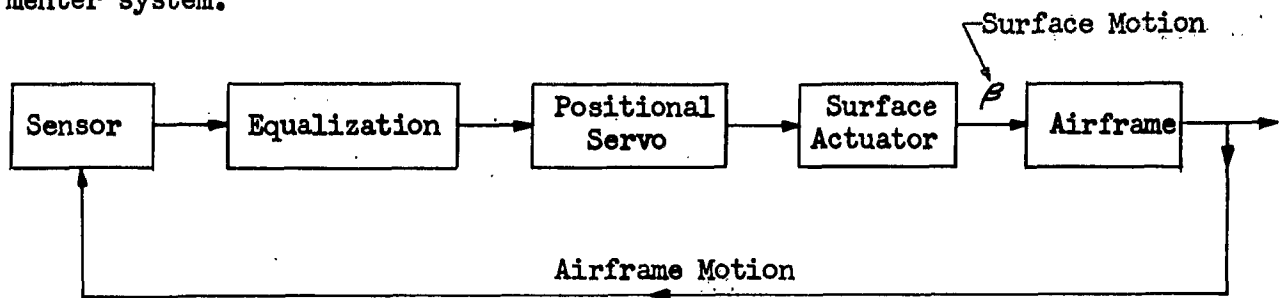 menter system.
Surface Motion
β
Sensor
Equalization
Positional
Servo
Surface
Actuator
Airframe
Airframe Motion